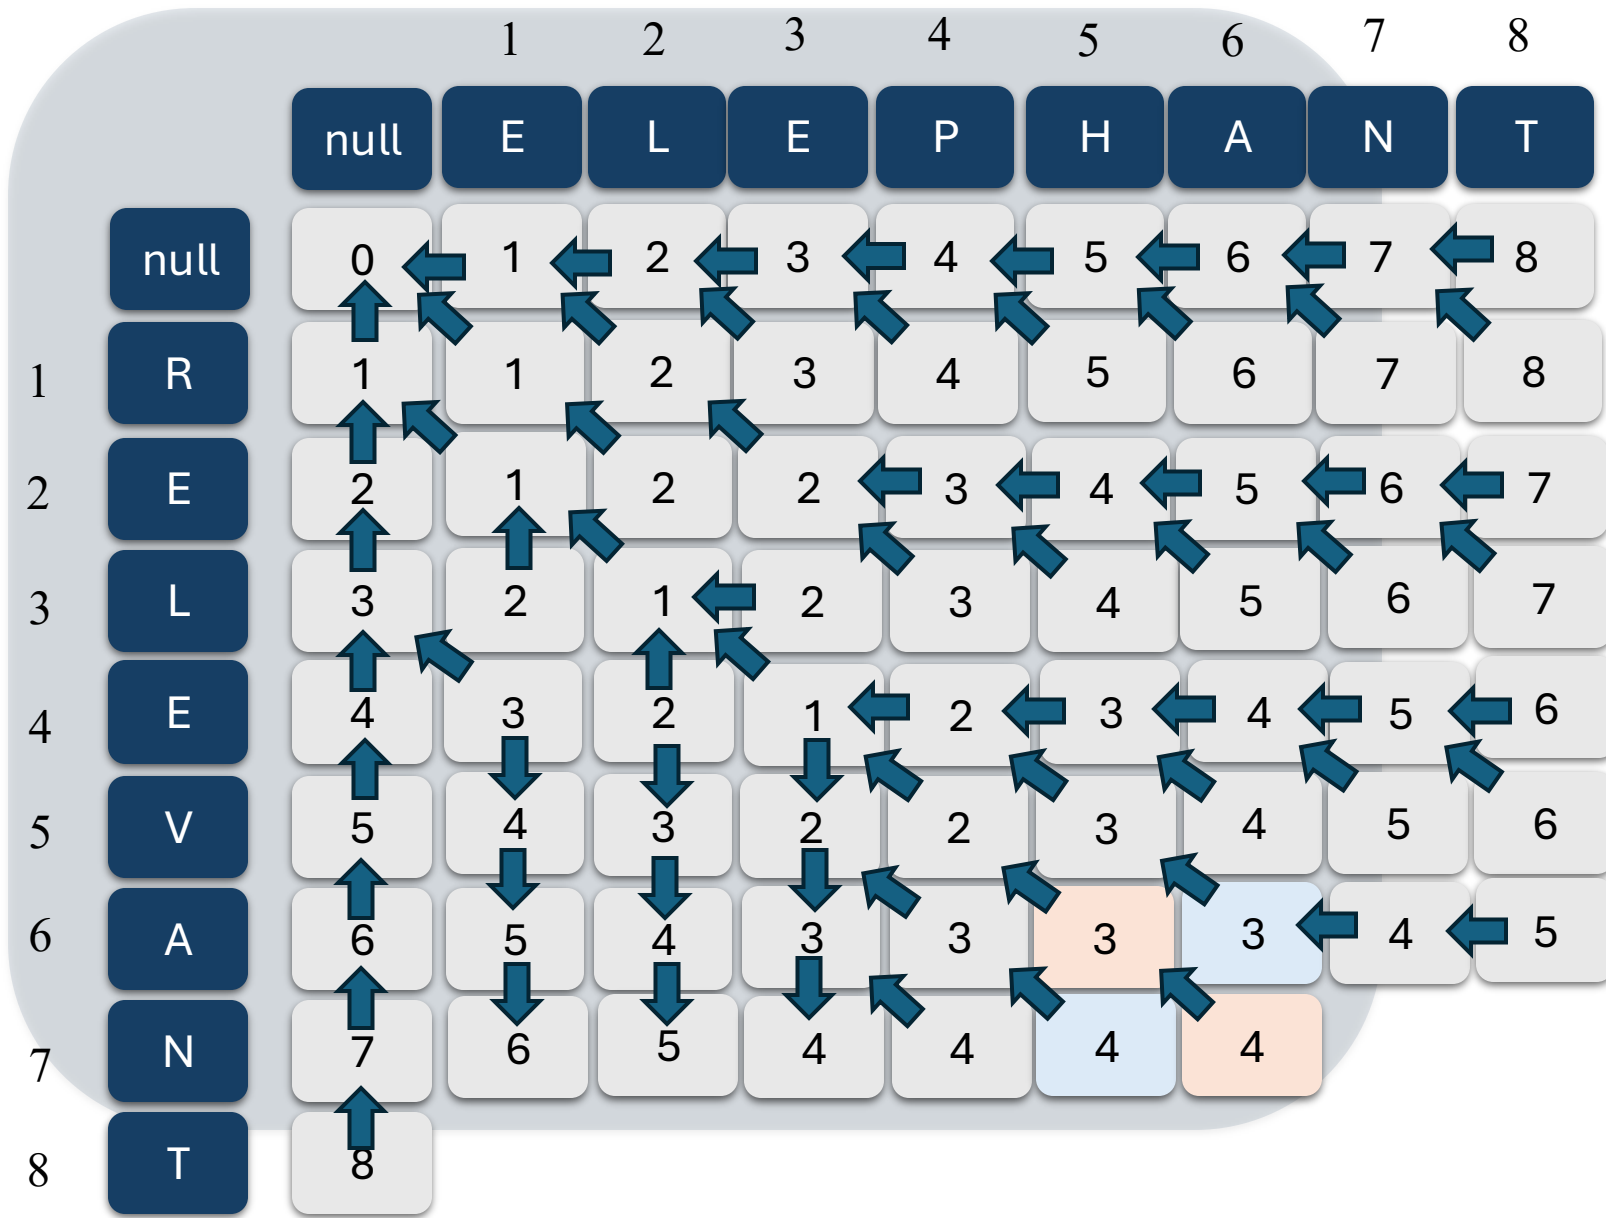 1 2 3 4 5 6 7 8
null E L E P H A N T
null 0 1 2 3 4 5 6 7 8
1 R 1 1 2 3 4 5 6 7 8
2 E 2 1 2 2 3 4 5 6 7
3 L 3 2 1 2 3 4 5 6 7
4 E 4 3 2 1 2 3 4 5 6
5 V 5 4 3 2 2 3 4 5 6
6 A 6 5 4 3 3 3 3 4 5
7 N 7 6 5 4 4 4 4
8 T 8